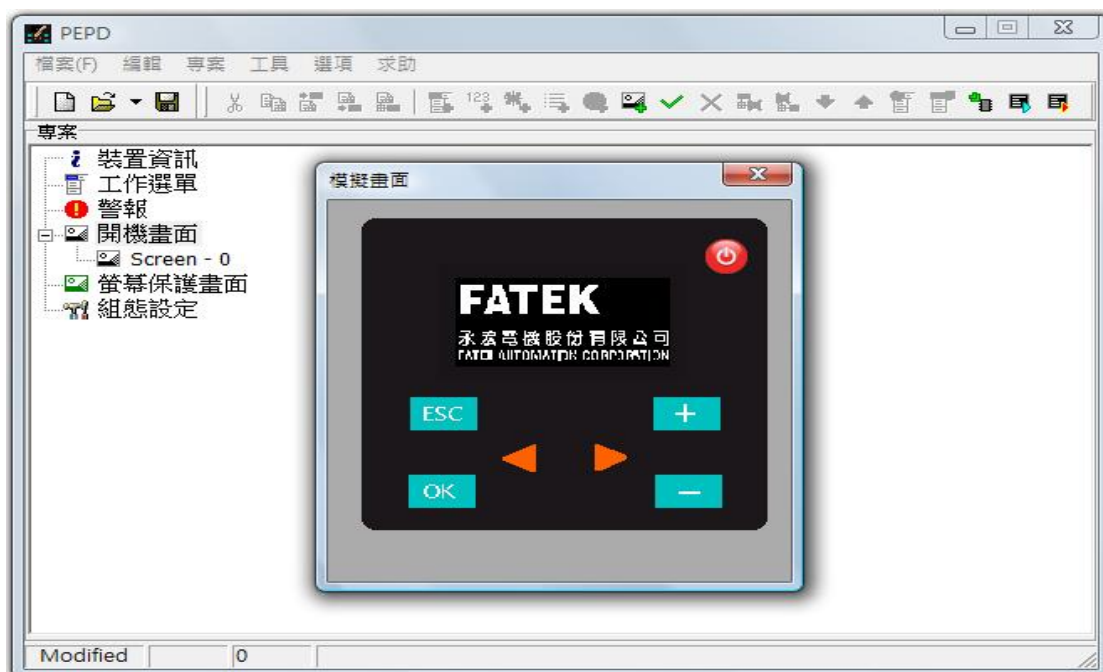 PEPD
檔案(F) 編輯 專案 工具 選項 求助
123
專案
裝置資訊
工作選單
警報
開機畫面
Screen - 0
螢幕保護畫面
組態設定
模擬畫面
FATEK
永宏電機股份有限公司
FATEK AUTOMATION CORPORATION
ESC
+
OK
−
Modified 0